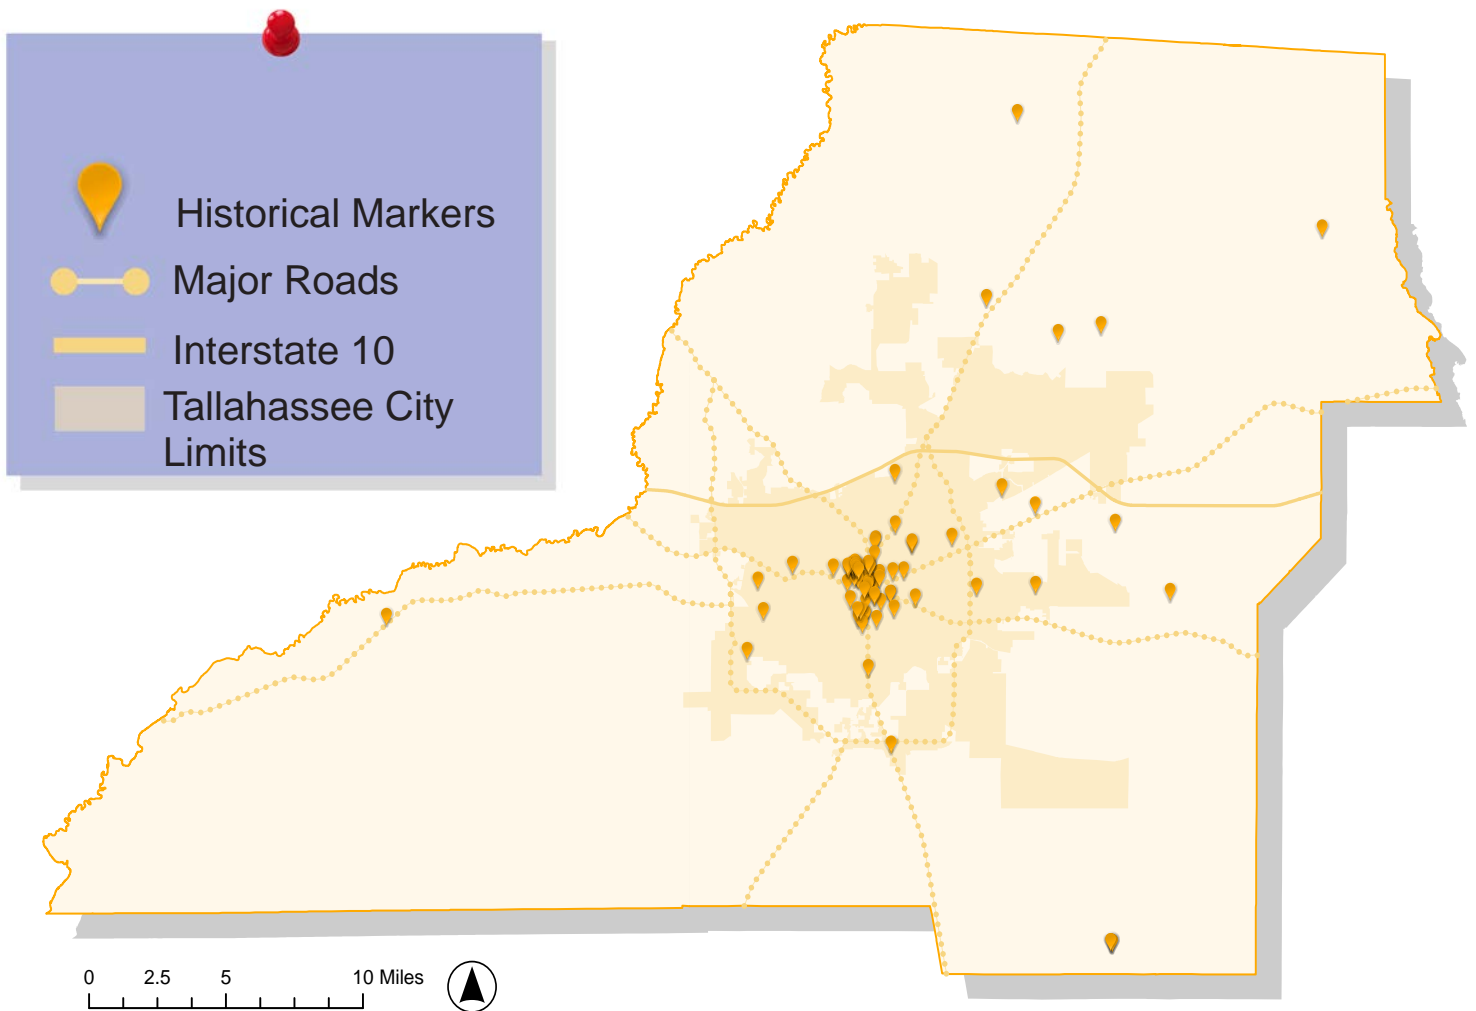 Historical Markers
Major Roads
Interstate 10
Tallahassee City
Limits
0 2.5 5 10 Miles